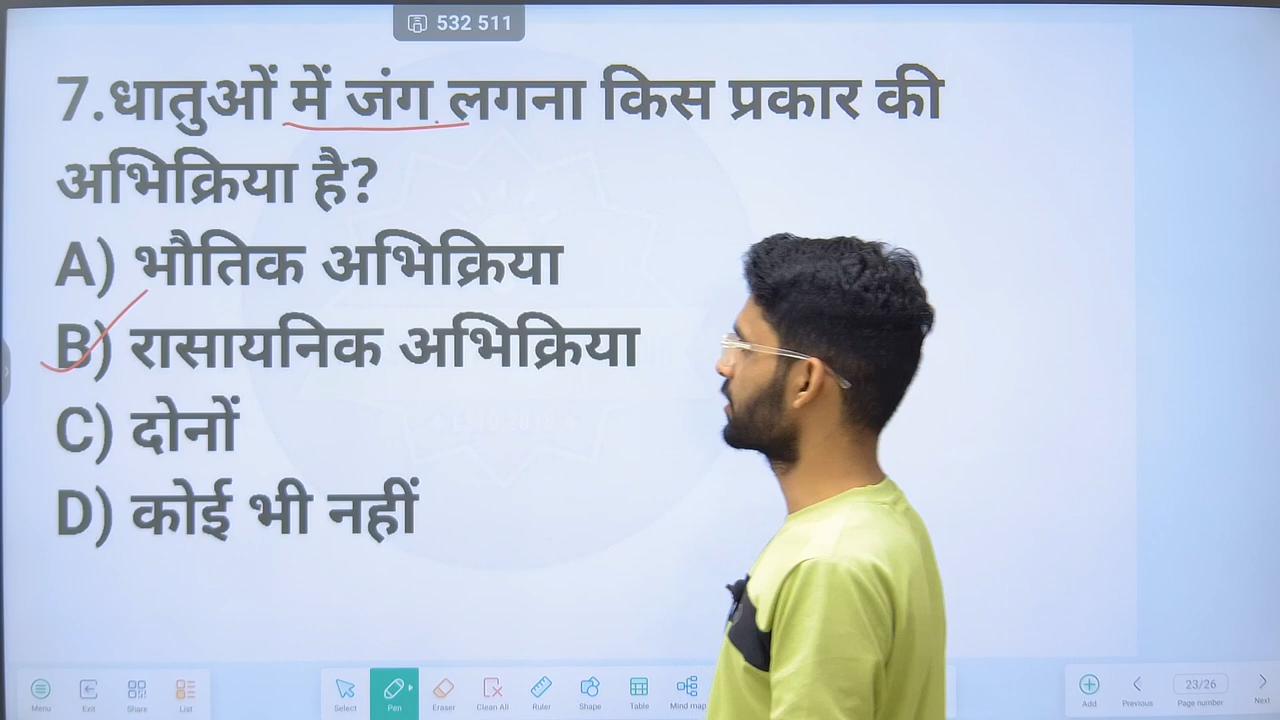 532 511
7.धातुओं में जंग लगना किस प्रकार की
अभिक्रिया है?
A) भौतिक अभिक्रिया
B) रासायनिक अभिक्रिया
C) दोनों
D) कोई भी नहीं
Menu Exit Share List Select Pen Eraser Clean All Ruler Shape Table Mind map Add Previous 23/26 Page number Next